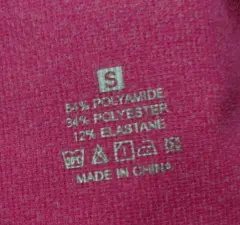 S
54% POLYAMIDE
34% POLYESTER
12% ELASTANE
MADE IN CHINA